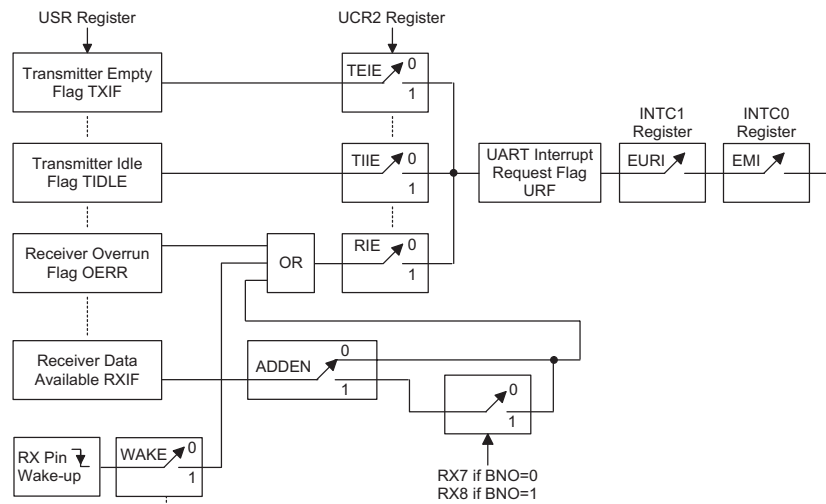 USR Register
UCR2 Register
Transmitter Empty
Flag TXIF
TEIE
0
1
INTC1
Register
INTC0
Register
Transmitter Idle
Flag TIDLE
TIIE
0
1
UART Interrupt
Request Flag
URF
EURI
EMI
Receiver Overrun
Flag OERR
OR
RIE
0
1
Receiver Data
Available RXIF
ADDEN
0
1
0
1
RX Pin
Wake-up
WAKE
0
1
RX7 if BNO=0
RX8 if BNO=1